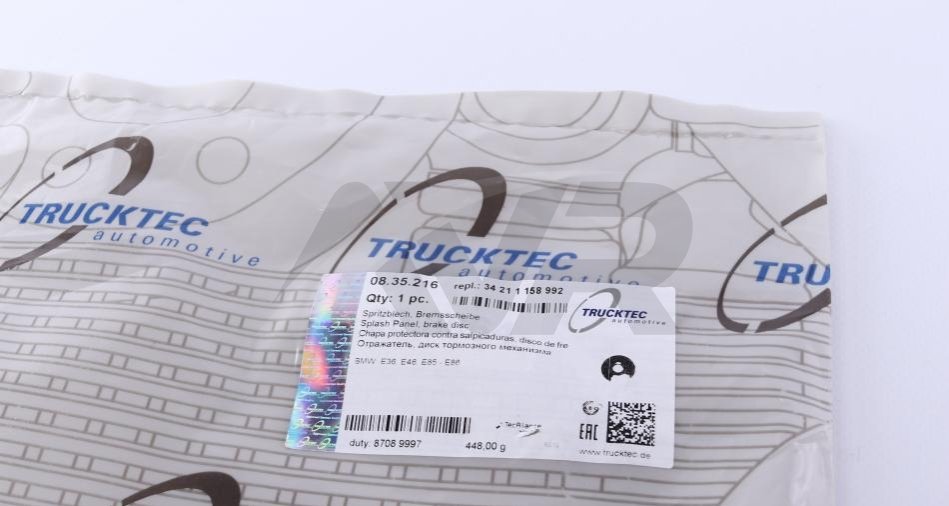 TRUCKTEC
automotive
TRUCKTEC
automotive
TRUC
08.35.216
repl.: 34 21 1 158 992
Qty: 1 pc.
TRUCKTEC
automotive
Spritzblech, Bremsscheibe
Splash Panel, brake disc
Chapa protectora contra salpicaduras, disco de fre
Отражатель, диск тормозного механизма
BMW E36, E46, E85 - E86
EAC
duty: 8708 9997
448,00 g
www.trucktec.de